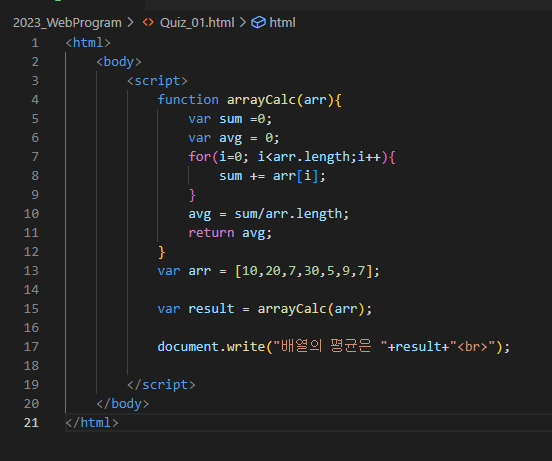 2023_WebProgram > <> Quiz_01.html > html
1 <html>
2 <body>
3 <script>
4 function arrayCalc(arr){
5 var sum =0;
6 var avg = 0;
7 for(i=0; i<arr.length;i++){
8 sum += arr[i];
9 }
10 avg = sum/arr.length;
11 return avg;
12 }
13 var arr = [10,20,7,30,5,9,7];
14
15 var result = arrayCalc(arr);
16
17 document.write("배열의 평균은 "+result+"<br>");
18
19 </script>
20 </body>
21 </html>